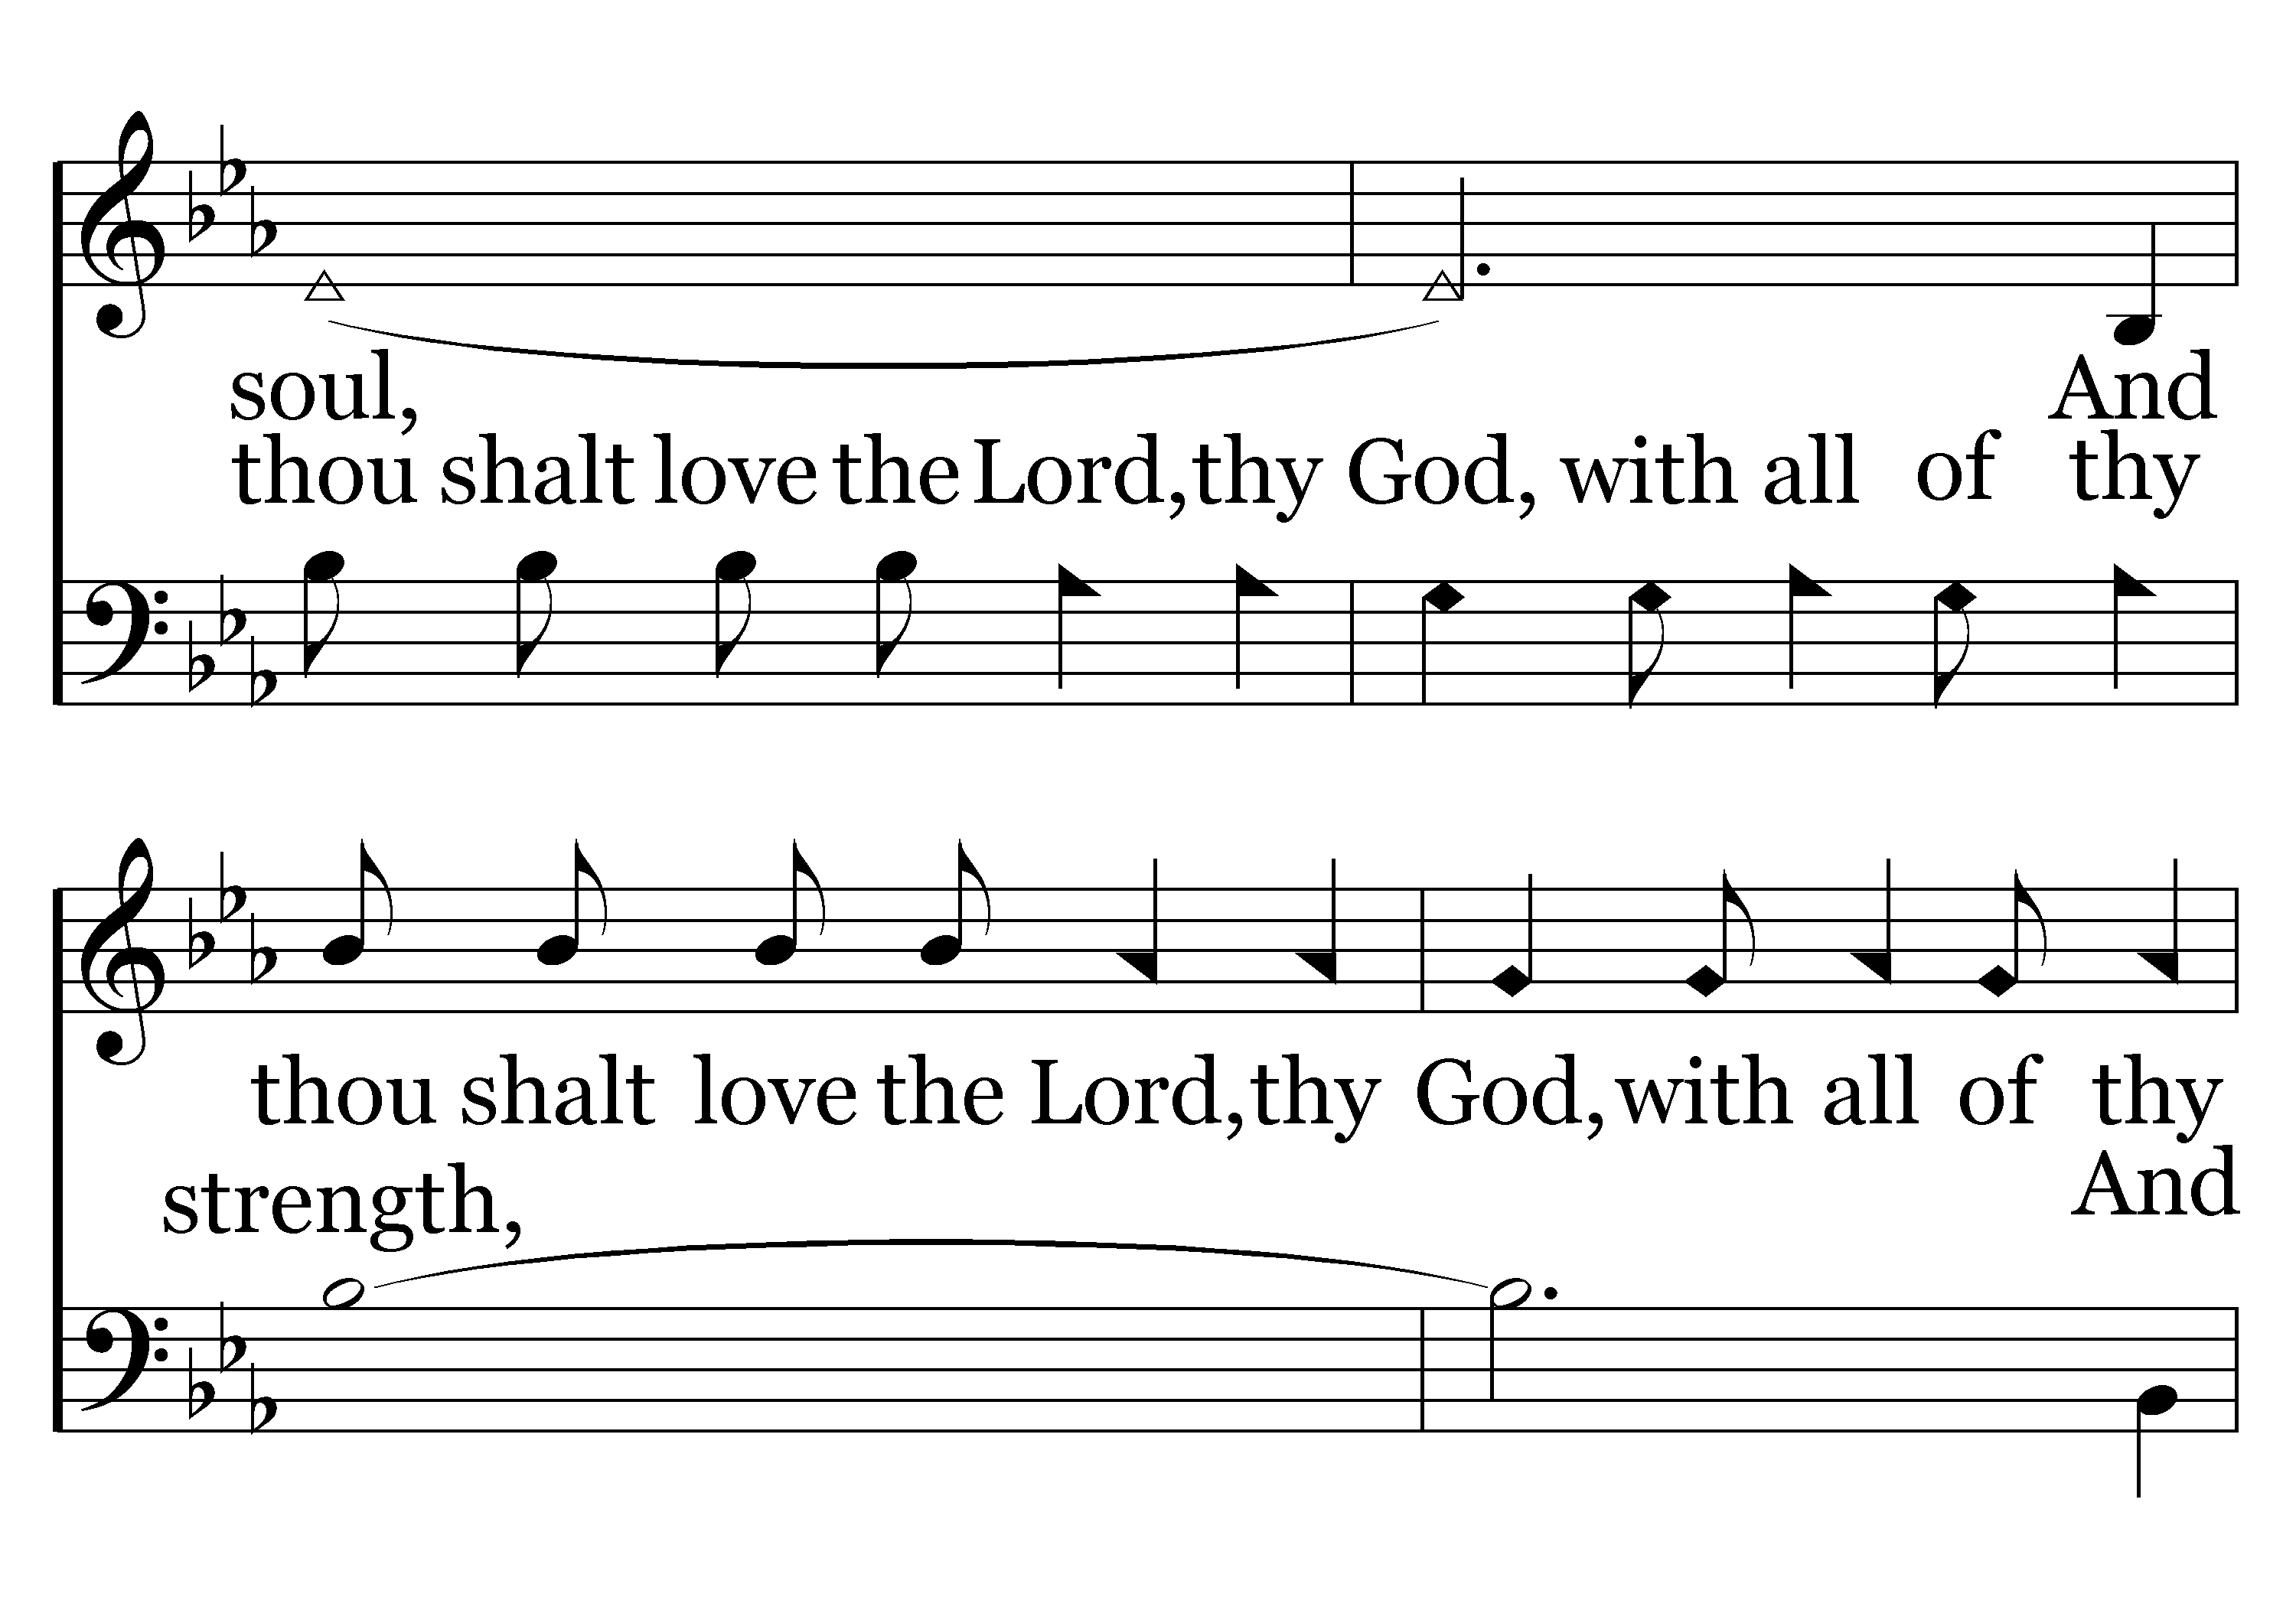 soul, And
thou shalt love the Lord, thy God, with all of thy
thou shalt love the Lord, thy God, with all of thy
strength, And